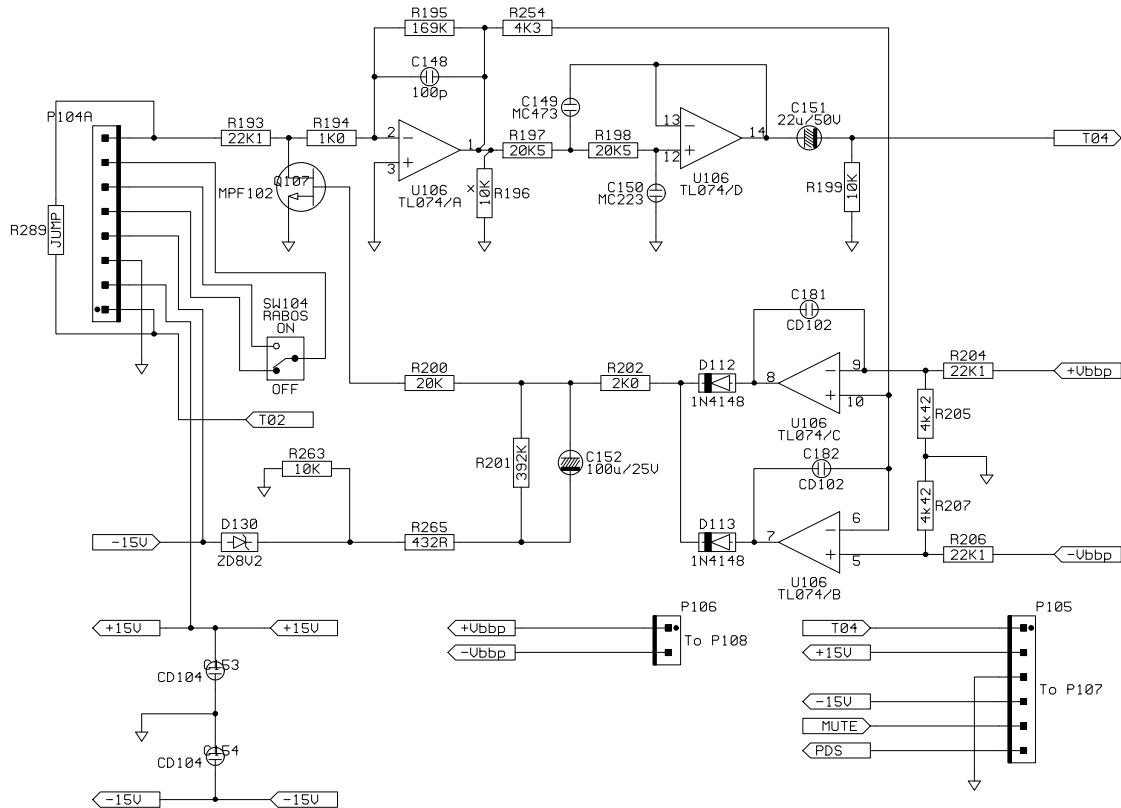 R195
169K
R254
4K3
C148
100p
P104A
R193
22K1
R194
1K0
2
3
1
U106
TL074/A
Q107
MPF102
x
10K
R196
R197
20K5
C149
MC473
R198
20K5
13
12
14
C150
MC223
U106
TL074/D
C151
22u/50V
R199
10K
T04
R289
JUMP
SW104
RABOS
ON
OFF
T02
R200
20K
R202
2K0
D112
1N4148
C181
CD102
8
9
10
U106
TL074/C
R204
22K1
+Vbbp
4k42
R205
R263
10K
R201
392K
C152
100u/25V
C182
CD102
4k42
R207
-15V
D130
ZD8V2
R265
432R
D113
1N4148
7
6
5
U106
TL074/B
R206
22K1
-Vbbp
+15V
+15V
C153
CD104
C154
CD104
-15V
-15V
P106
+Vbbp
-Vbbp
To P108
P105
T04
+15V
-15V
MUTE
PDS
To P107